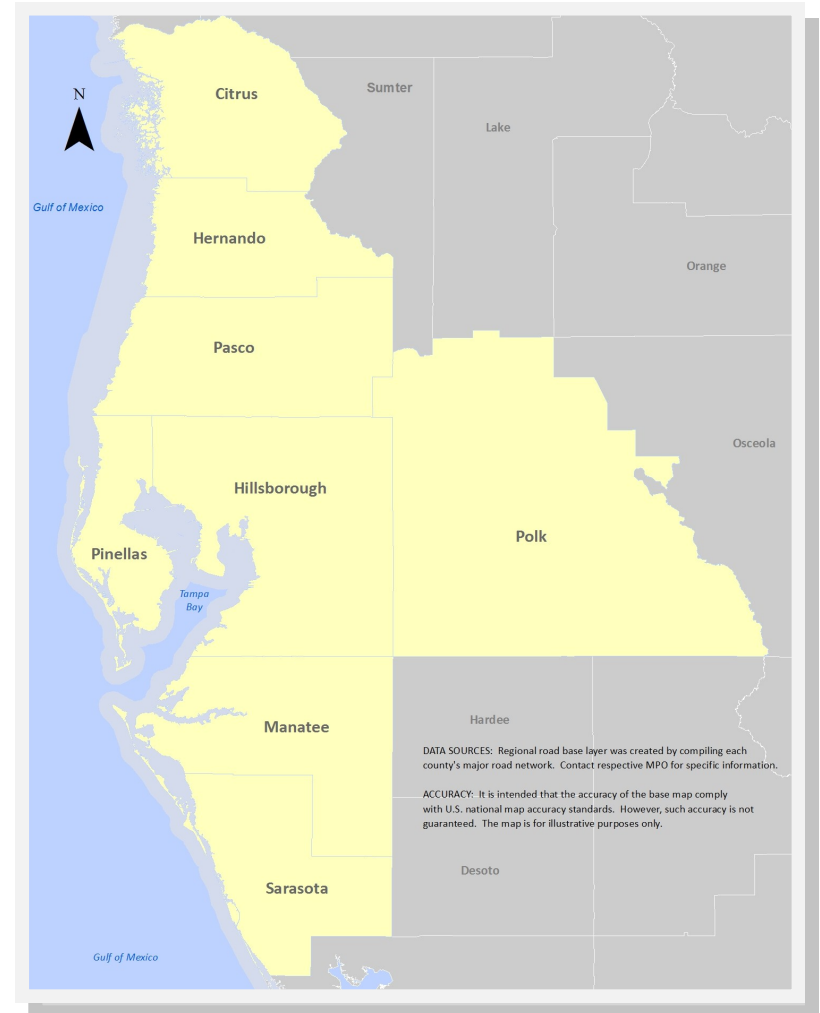 Citrus
Sumter
N
Lake
Gulf of Mexico
Hernando
Orange
Pasco
Osceola
Hillsborough
Polk
Pinellas
Tampa
Bay
Hardee
Manatee
DATA SOURCES:  Regional road base layer was created by compiling each
county's major road network.  Contact respective MPO for specific information.
ACCURACY:  It is intended that the accuracy of the base map comply
with U.S. national map accuracy standards.  However, such accuracy is not
guaranteed.  The map is for illustrative purposes only.
Desoto
Sarasota
Gulf of Mexico